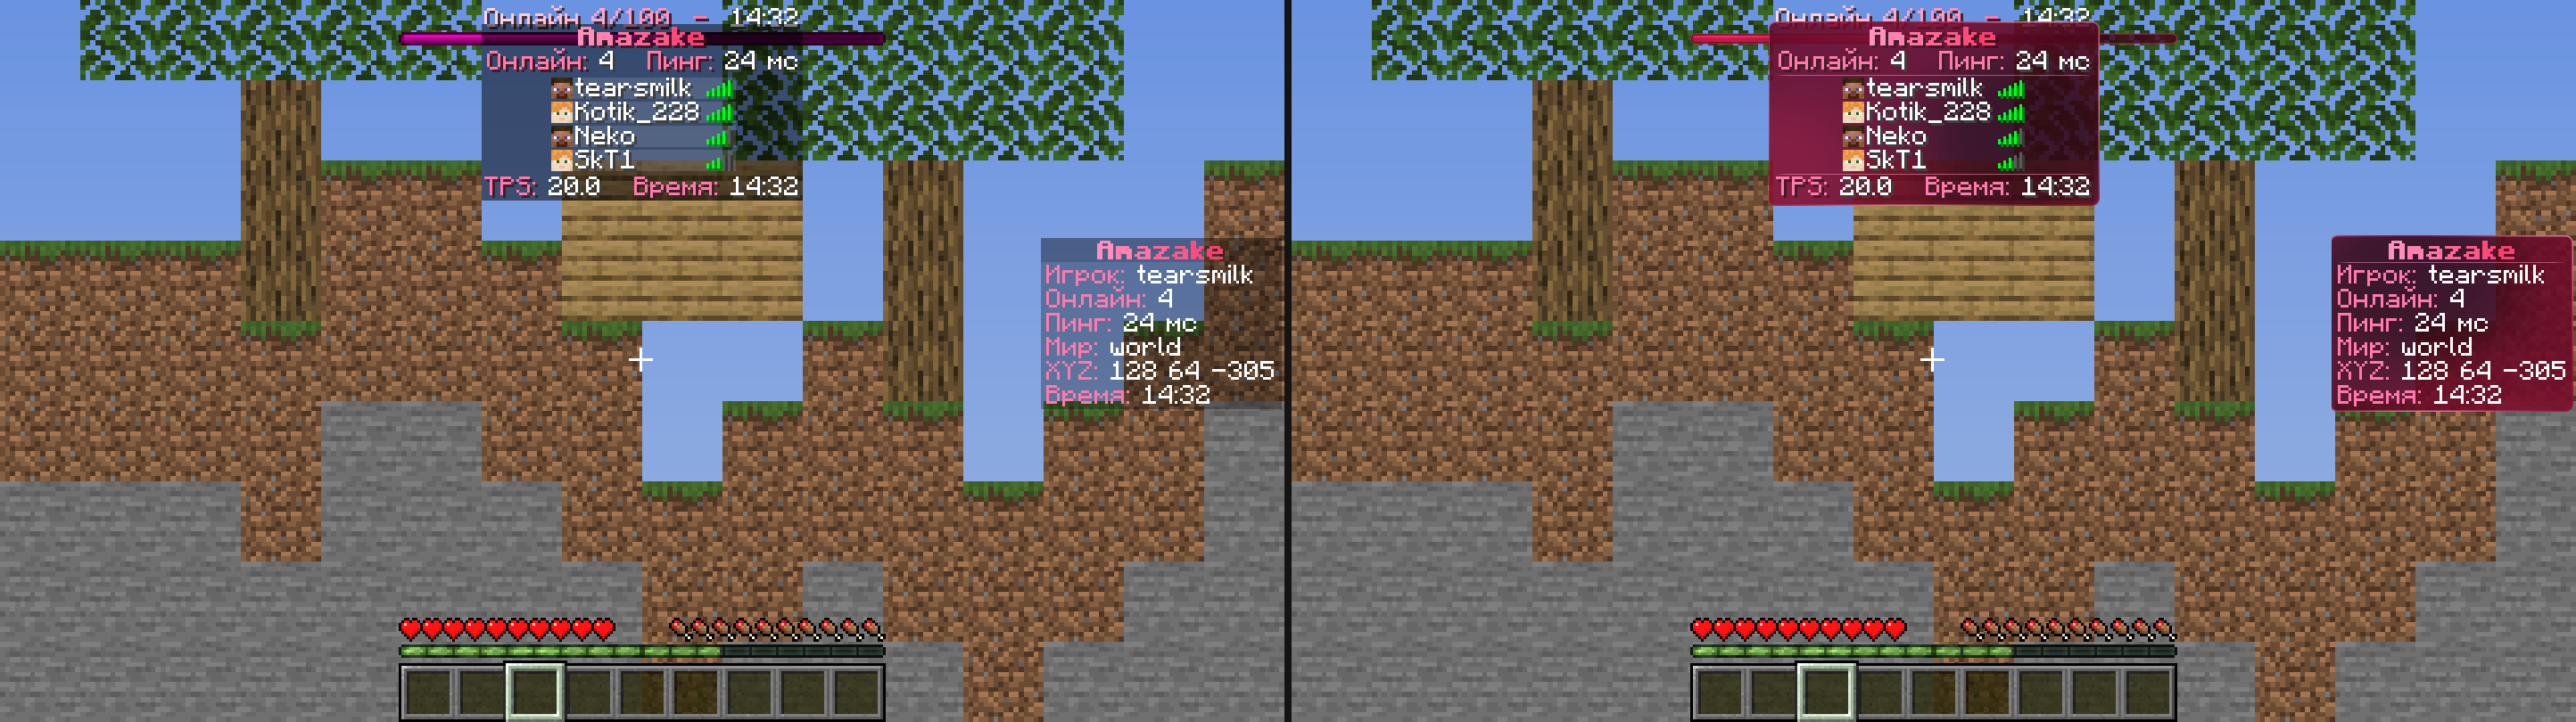 Онлайн 4/100 – 14:32
Amazake
Онлайн: 4 Пинг: 24 мс
tearsmilk
Kotik_228
Neko
SkT1
TPS: 20.0 Время: 14:32
Amazake
Игрок: tearsmilk
Онлайн: 4
Пинг: 24 мс
Мир: world
XYZ: 128 64 -305
Время: 14:32
Онлайн 4/100 – 14:32
Amazake
Онлайн: 4 Пинг: 24 мс
tearsmilk
Kotik_228
Neko
SkT1
TPS: 20.0 Время: 14:32
Amazake
Игрок: tearsmilk
Онлайн: 4
Пинг: 24 мс
Мир: world
XYZ: 128 64 -305
Время: 14:32